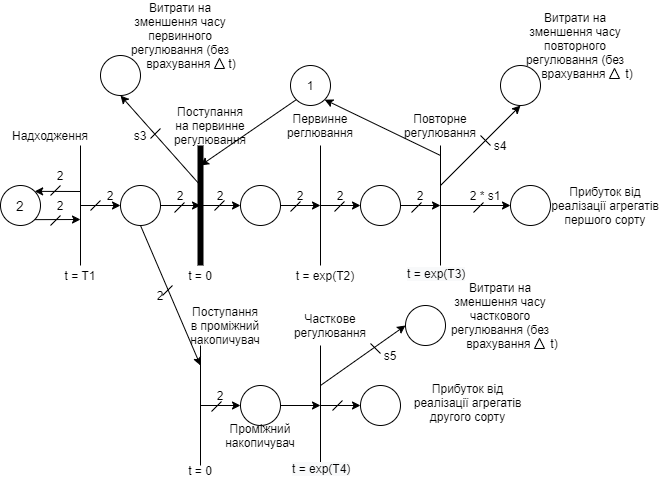 Витрати на
зменшення часу
первинного
регулювання (без
врахування △ t)
Витрати на
зменшення часу
повторного
регулювання (без
врахування △ t)
1
Поступання
на первинне
регулювання
Первинне
реглювання
Повторне
регулювання
Надходження
s3
s4
2
2
2
2
2
2
2
2
2
2 * s1
Прибуток від
реалізації агрегатів
першого сорту
t = T1
t = 0
t = exp(T2)
t = exp(T3)
2
Витрати на
зменшення часу
часткового
регулювання (без
врахування △ t)
Поступання
в проміжний
накопичувач
Часткове
регулювання
s5
2
Проміжний
накопичувач
Прибуток від
реалізації агрегатів
другого сорту
t = 0
t = exp(T4)